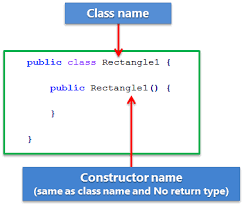 Class name
public class Rectangle1 {
public Rectangle1() {
}
}
Constructor name
(same as class name and No return type)